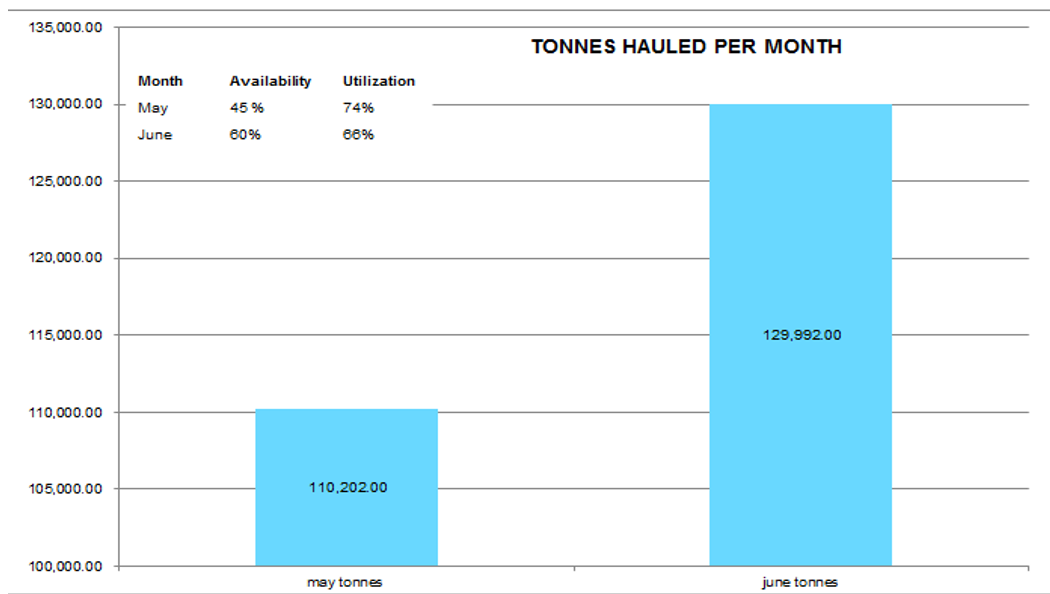 TONNES HAULED PER MONTH
Month Availability Utilization
May 45 % 74%
June 60% 66%
135,000.00
130,000.00
125,000.00
120,000.00
115,000.00
110,000.00
105,000.00
100,000.00
129,992.00
110,202.00
may tonnes june tonnes